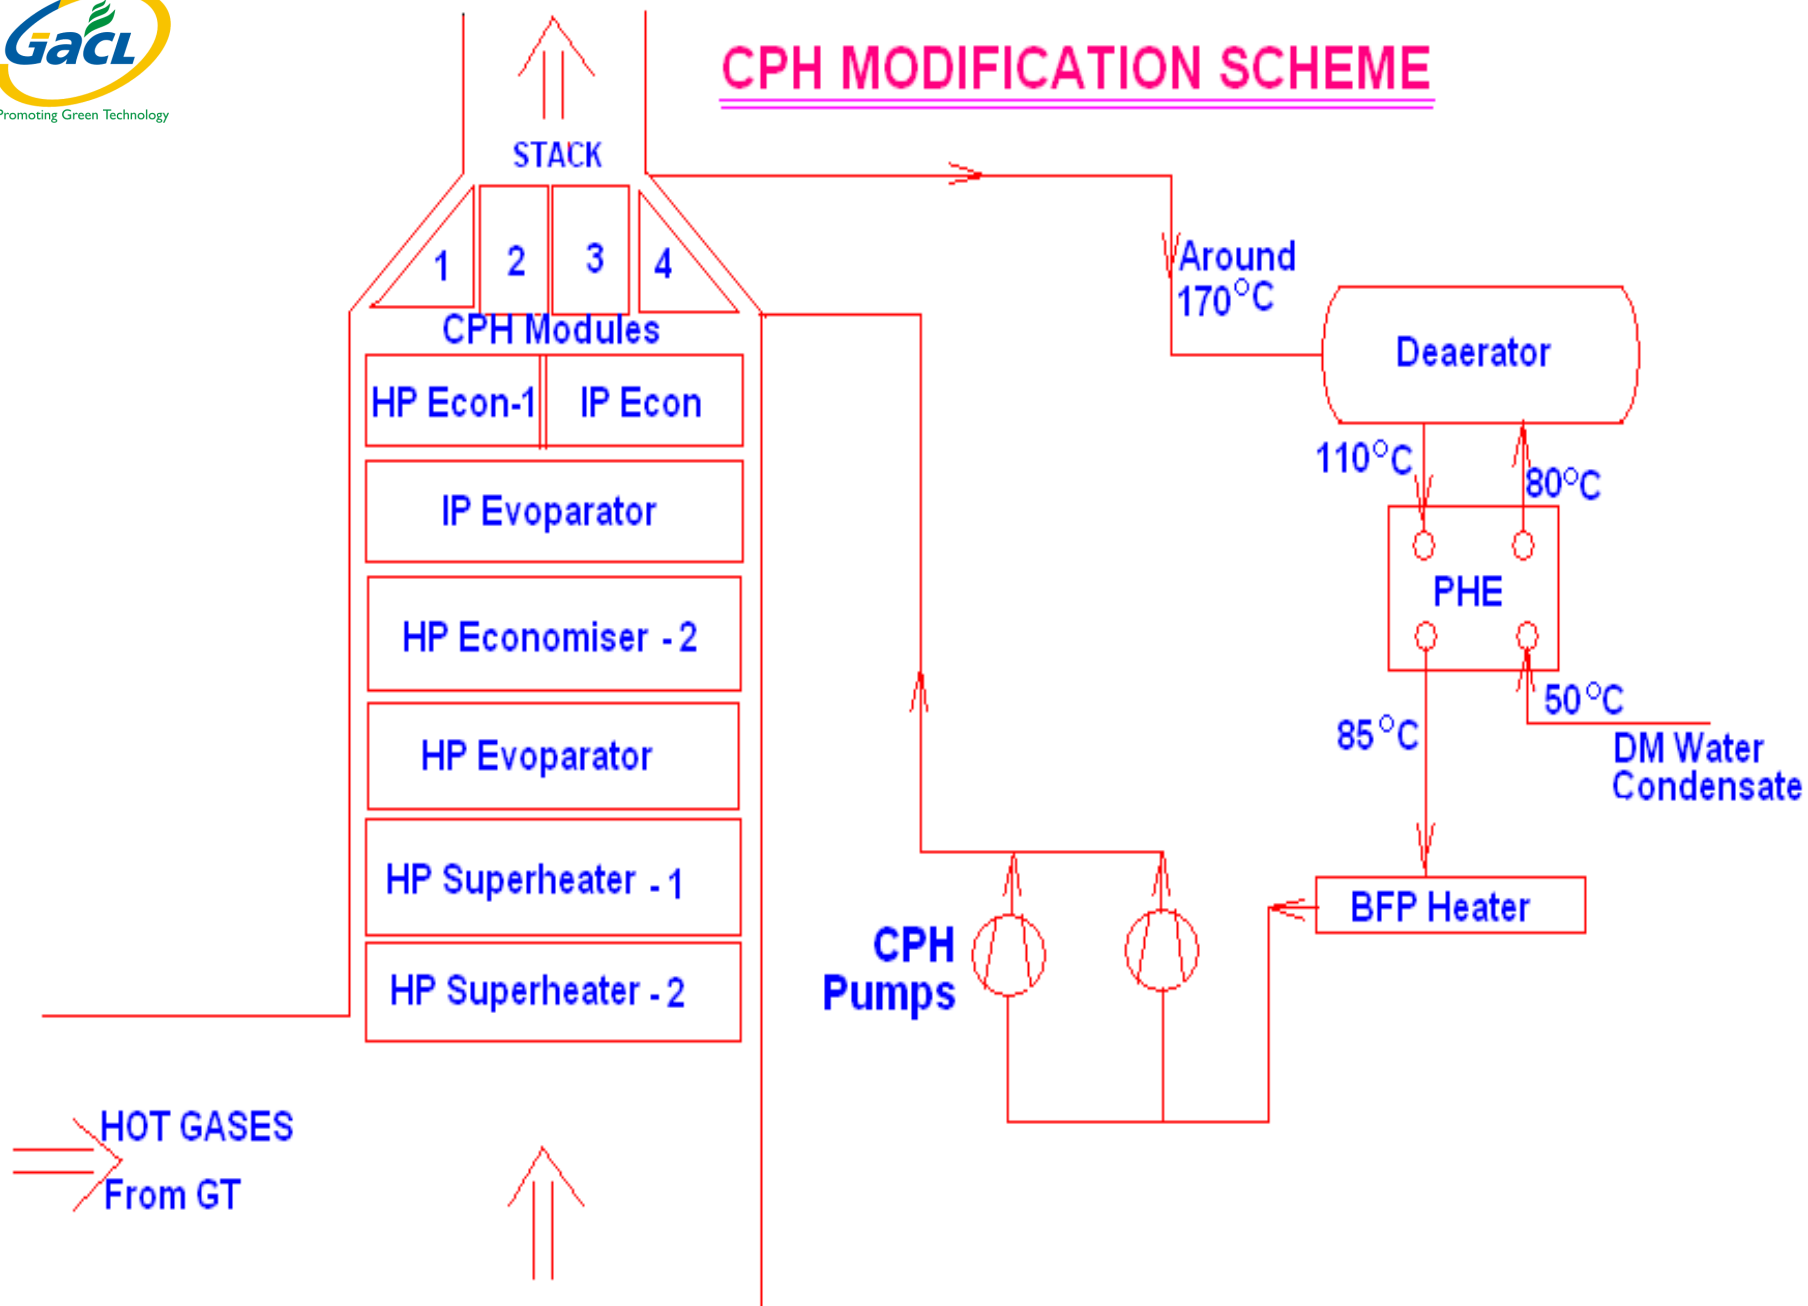 GaCL
Promoting Green Technology
CPH MODIFICATION SCHEME
STACK
1
2
3
4
CPH Modules
Around
170°C
Deaerator
HP Econ-1
IP Econ
110°C
80°C
IP Evoparator
PHE
HP Economiser - 2
50°C
85°C
DM Water
Condensate
HP Evoparator
HP Superheater - 1
BFP Heater
CPH
Pumps
HP Superheater - 2
HOT GASES
From GT